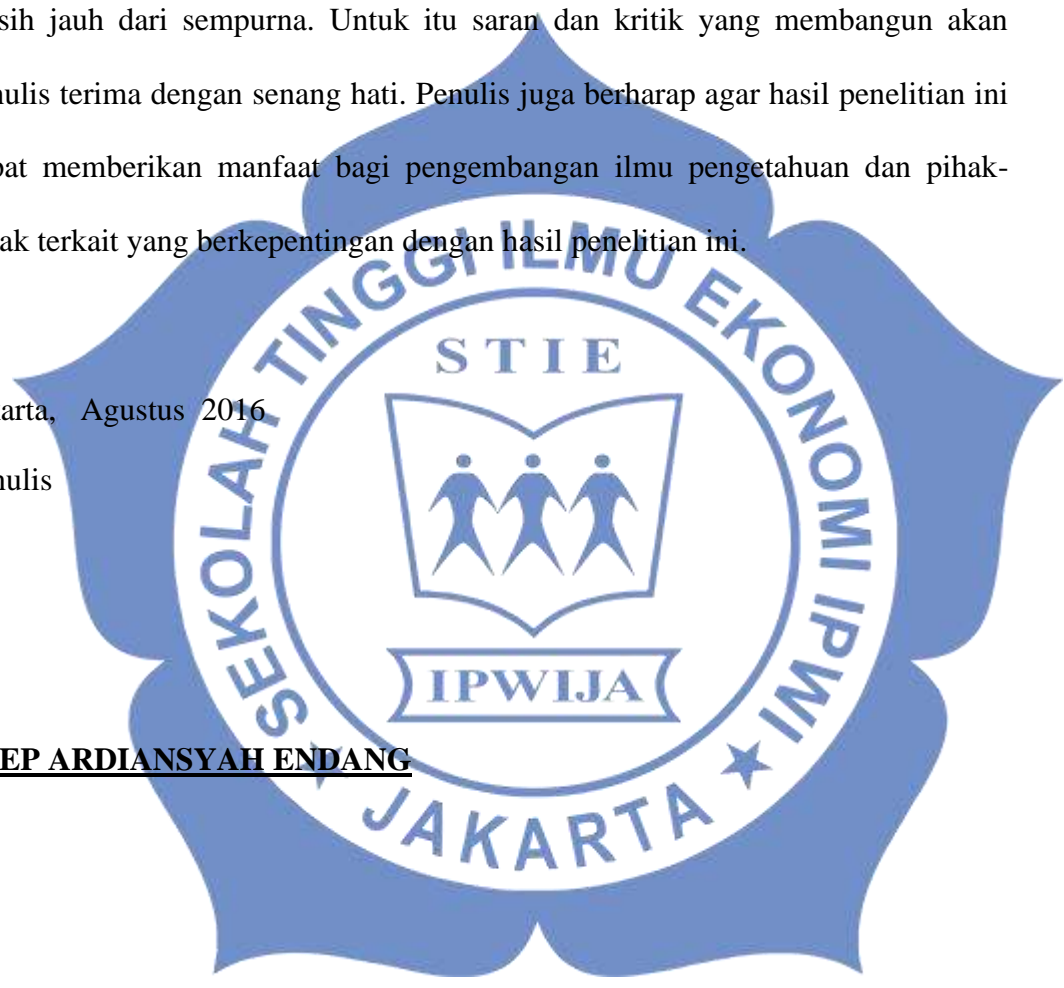 sih jauh dari sempurna. Untuk itu saran dan kritik yang membangun akan
nulis terima dengan senang hati. Penulis juga berharap agar hasil penelitian ini
pat memberikan manfaat bagi pengembangan ilmu pengetahuan dan pihak-
ak terkait yang berkepentingan dengan hasil penelitian ini.
SEKOLAH TINGGI ILMU EKONOMI IPWI
STIE
arta, Agustus 2016
nulis
IPWIJA
EP ARDIANSYAH ENDANG
JAKARTA